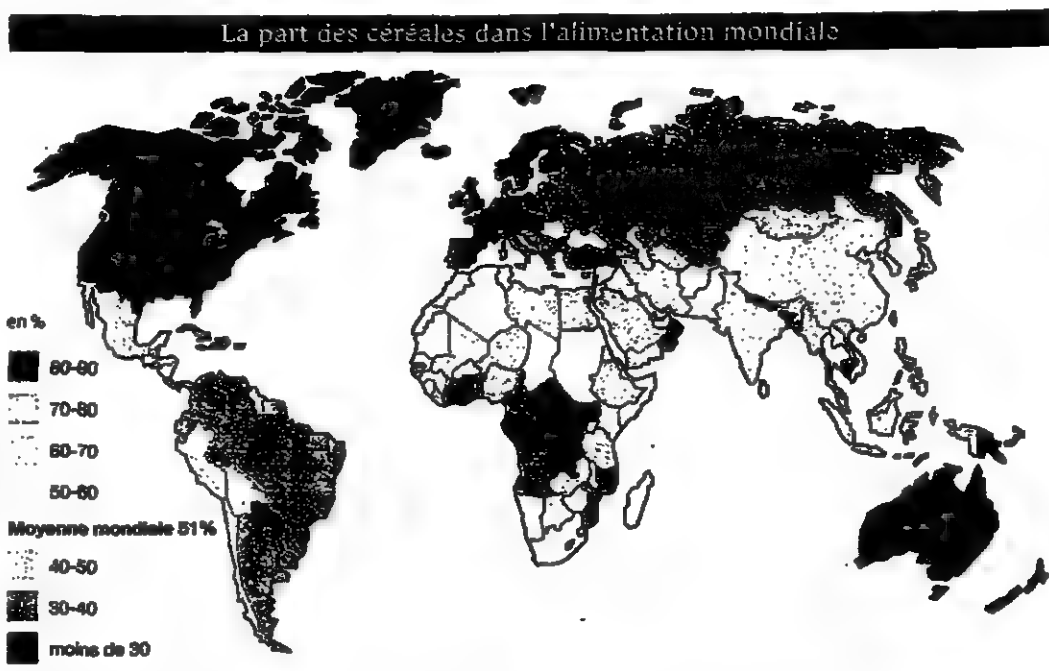 La part des céréales dans l'alimentation mondiale
en %
80-90
70-80
60-70
50-60
Moyenne mondiale 51%
40-50
30-40
moins de 30